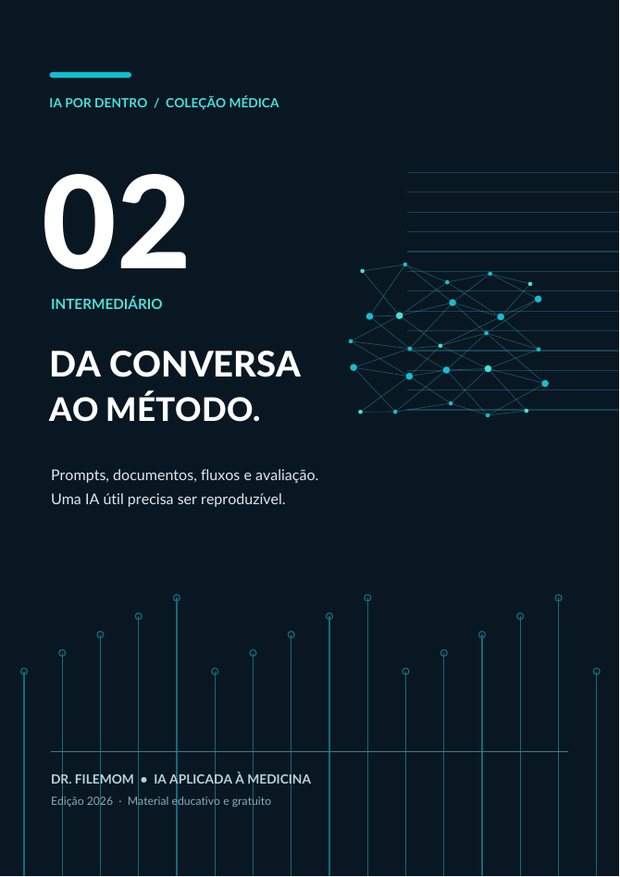 IA POR DENTRO / COLEÇÃO MÉDICA
02
INTERMEDIÁRIO
DA CONVERSA
AO MÉTODO.
Prompts, documentos, fluxos e avaliação.
Uma IA útil precisa ser reproduzível.
DR. FILEMOM • IA APLICADA À MEDICINA
Edição 2026 · Material educativo e gratuito